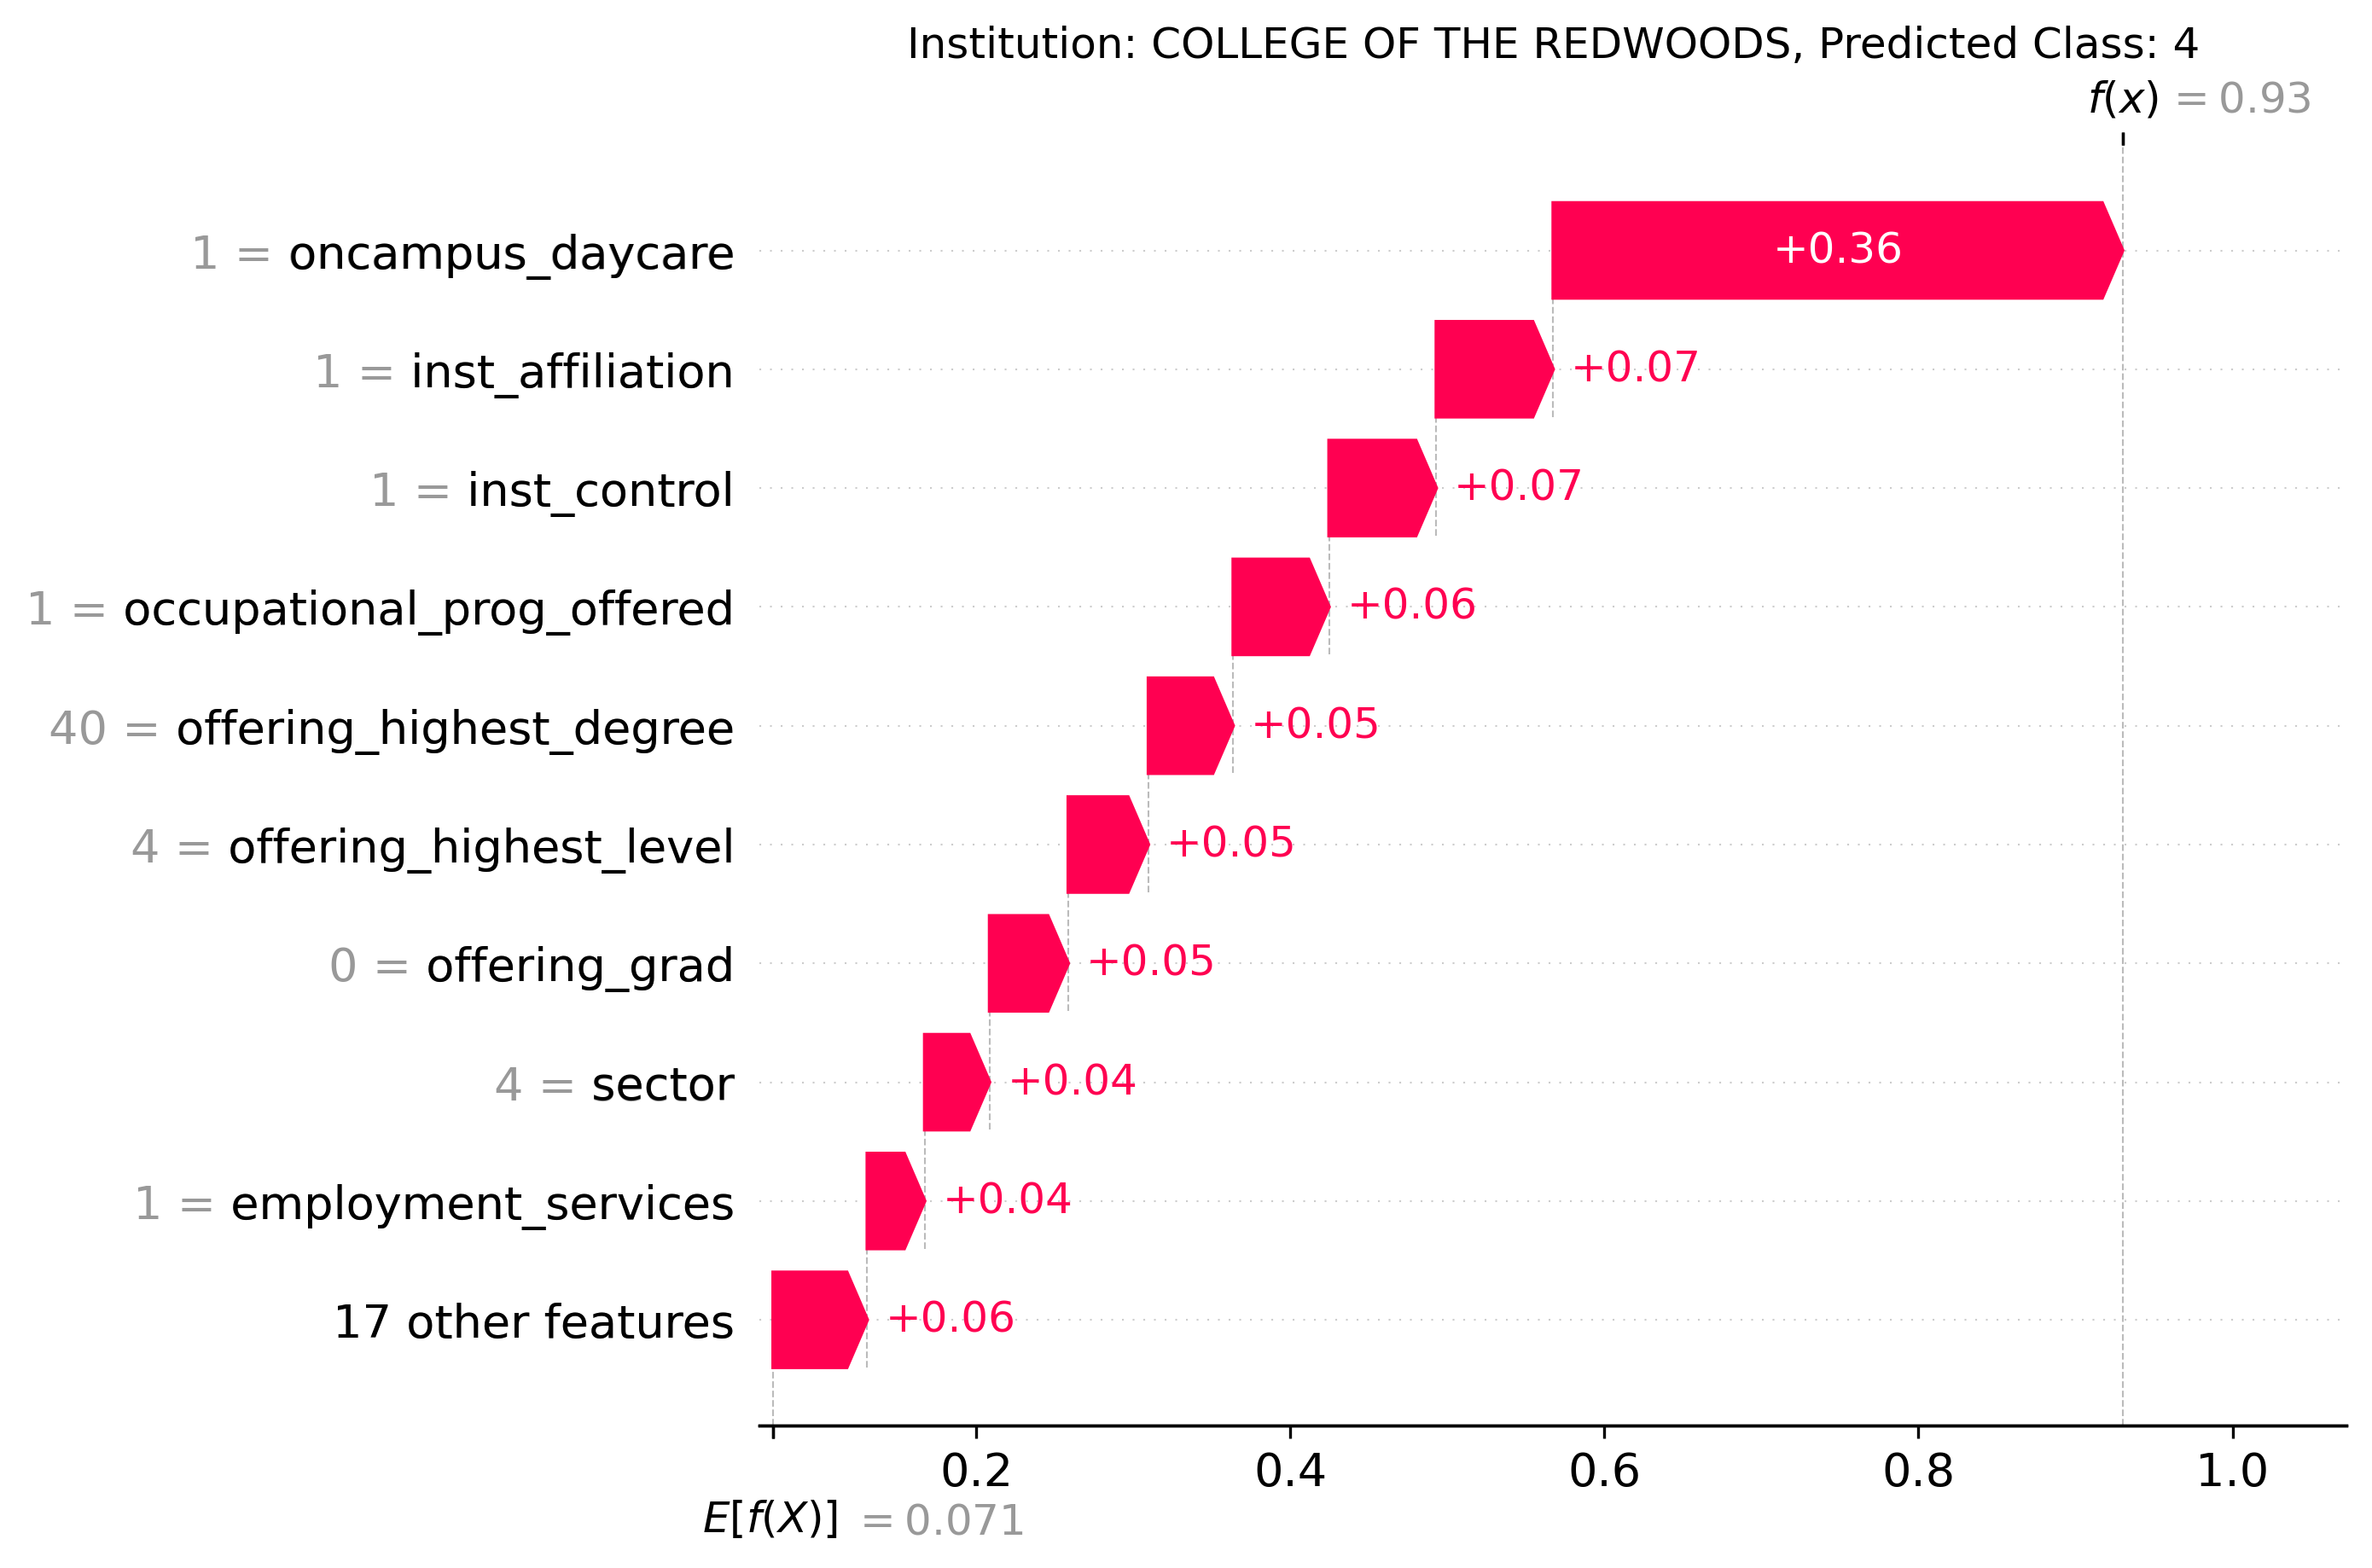 Institution: COLLEGE OF THE REDWOODS, Predicted Class: 4
f(x) = 0.93
1 = oncampus_daycare +0.36
1 = inst_affiliation +0.07
1 = inst_control +0.07
1 = occupational_prog_offered +0.06
40 = offering_highest_degree +0.05
4 = offering_highest_level +0.05
0 = offering_grad +0.05
4 = sector +0.04
1 = employment_services +0.04
17 other features +0.06
0.2 0.4 0.6 0.8 1.0
E[f(X)] = 0.071